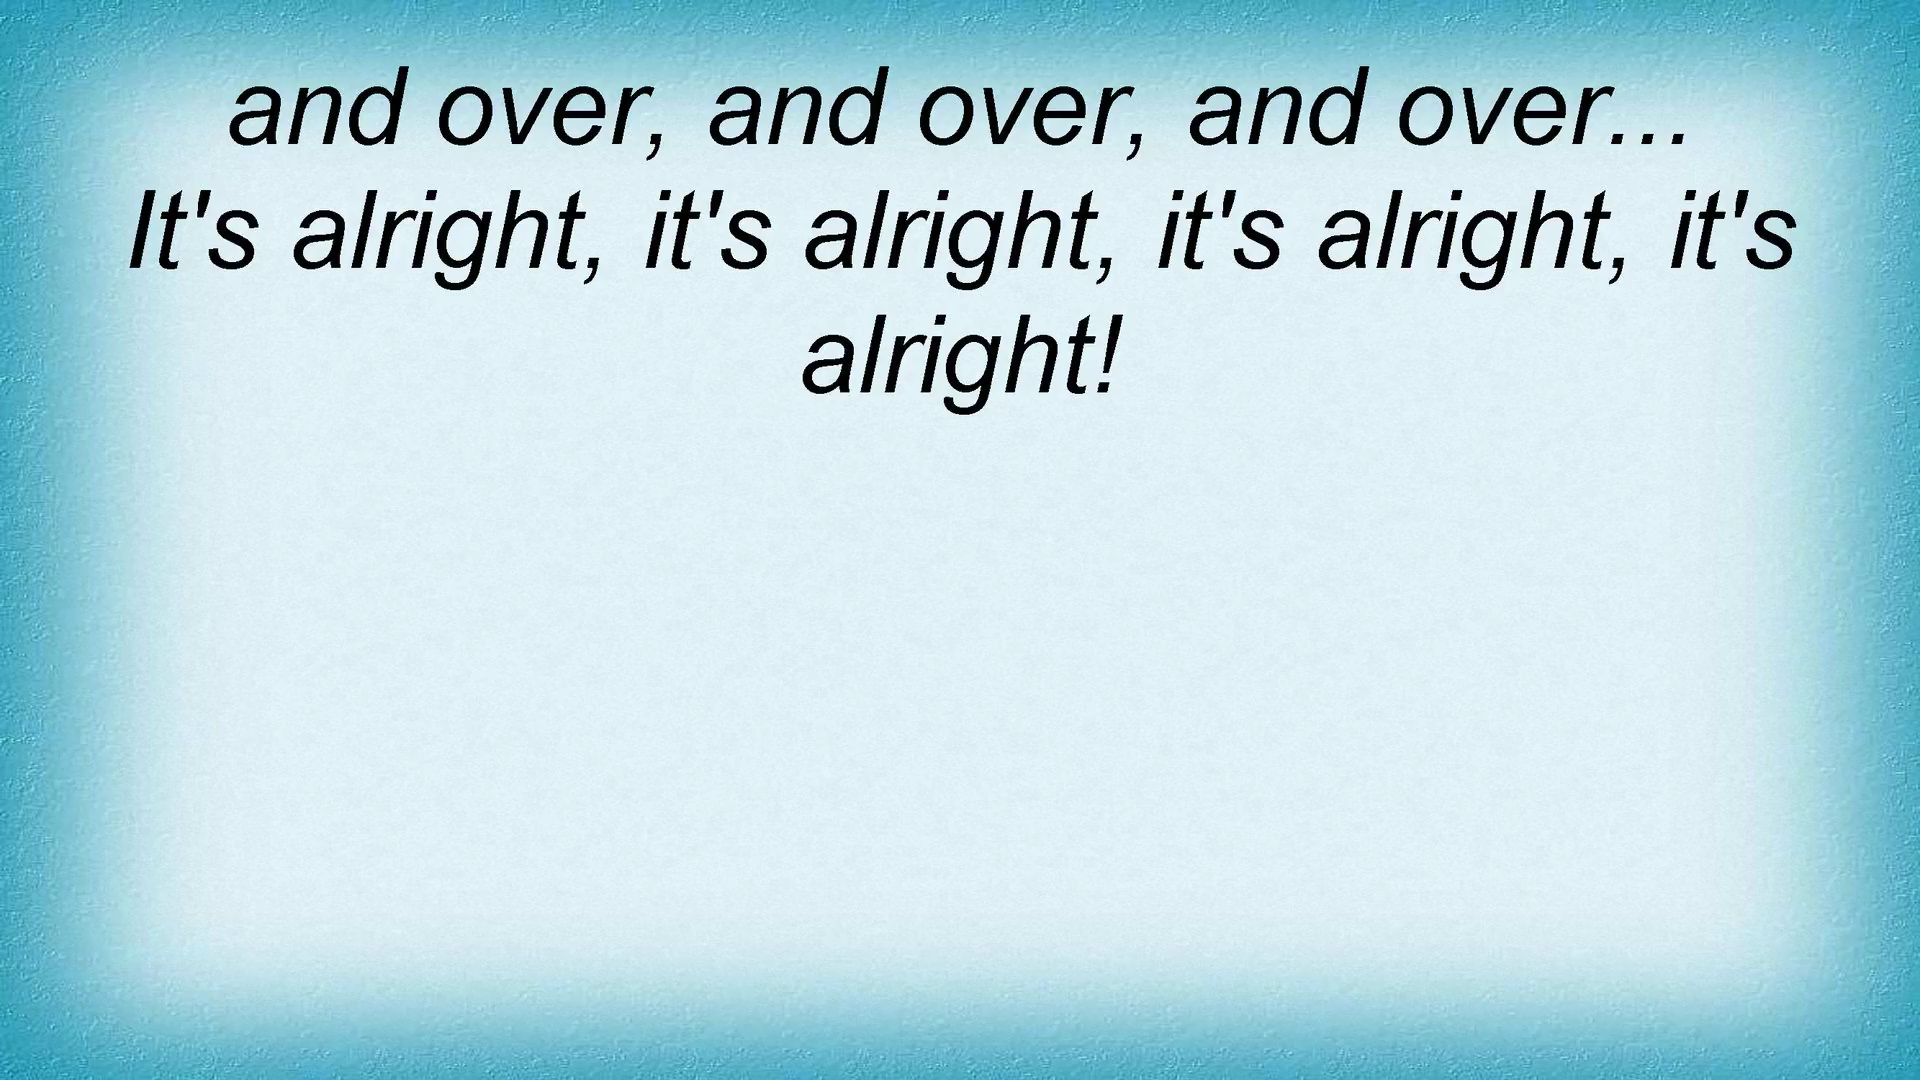 and over, and over, and over...
It's alright, it's alright, it's alright, it's
alright!